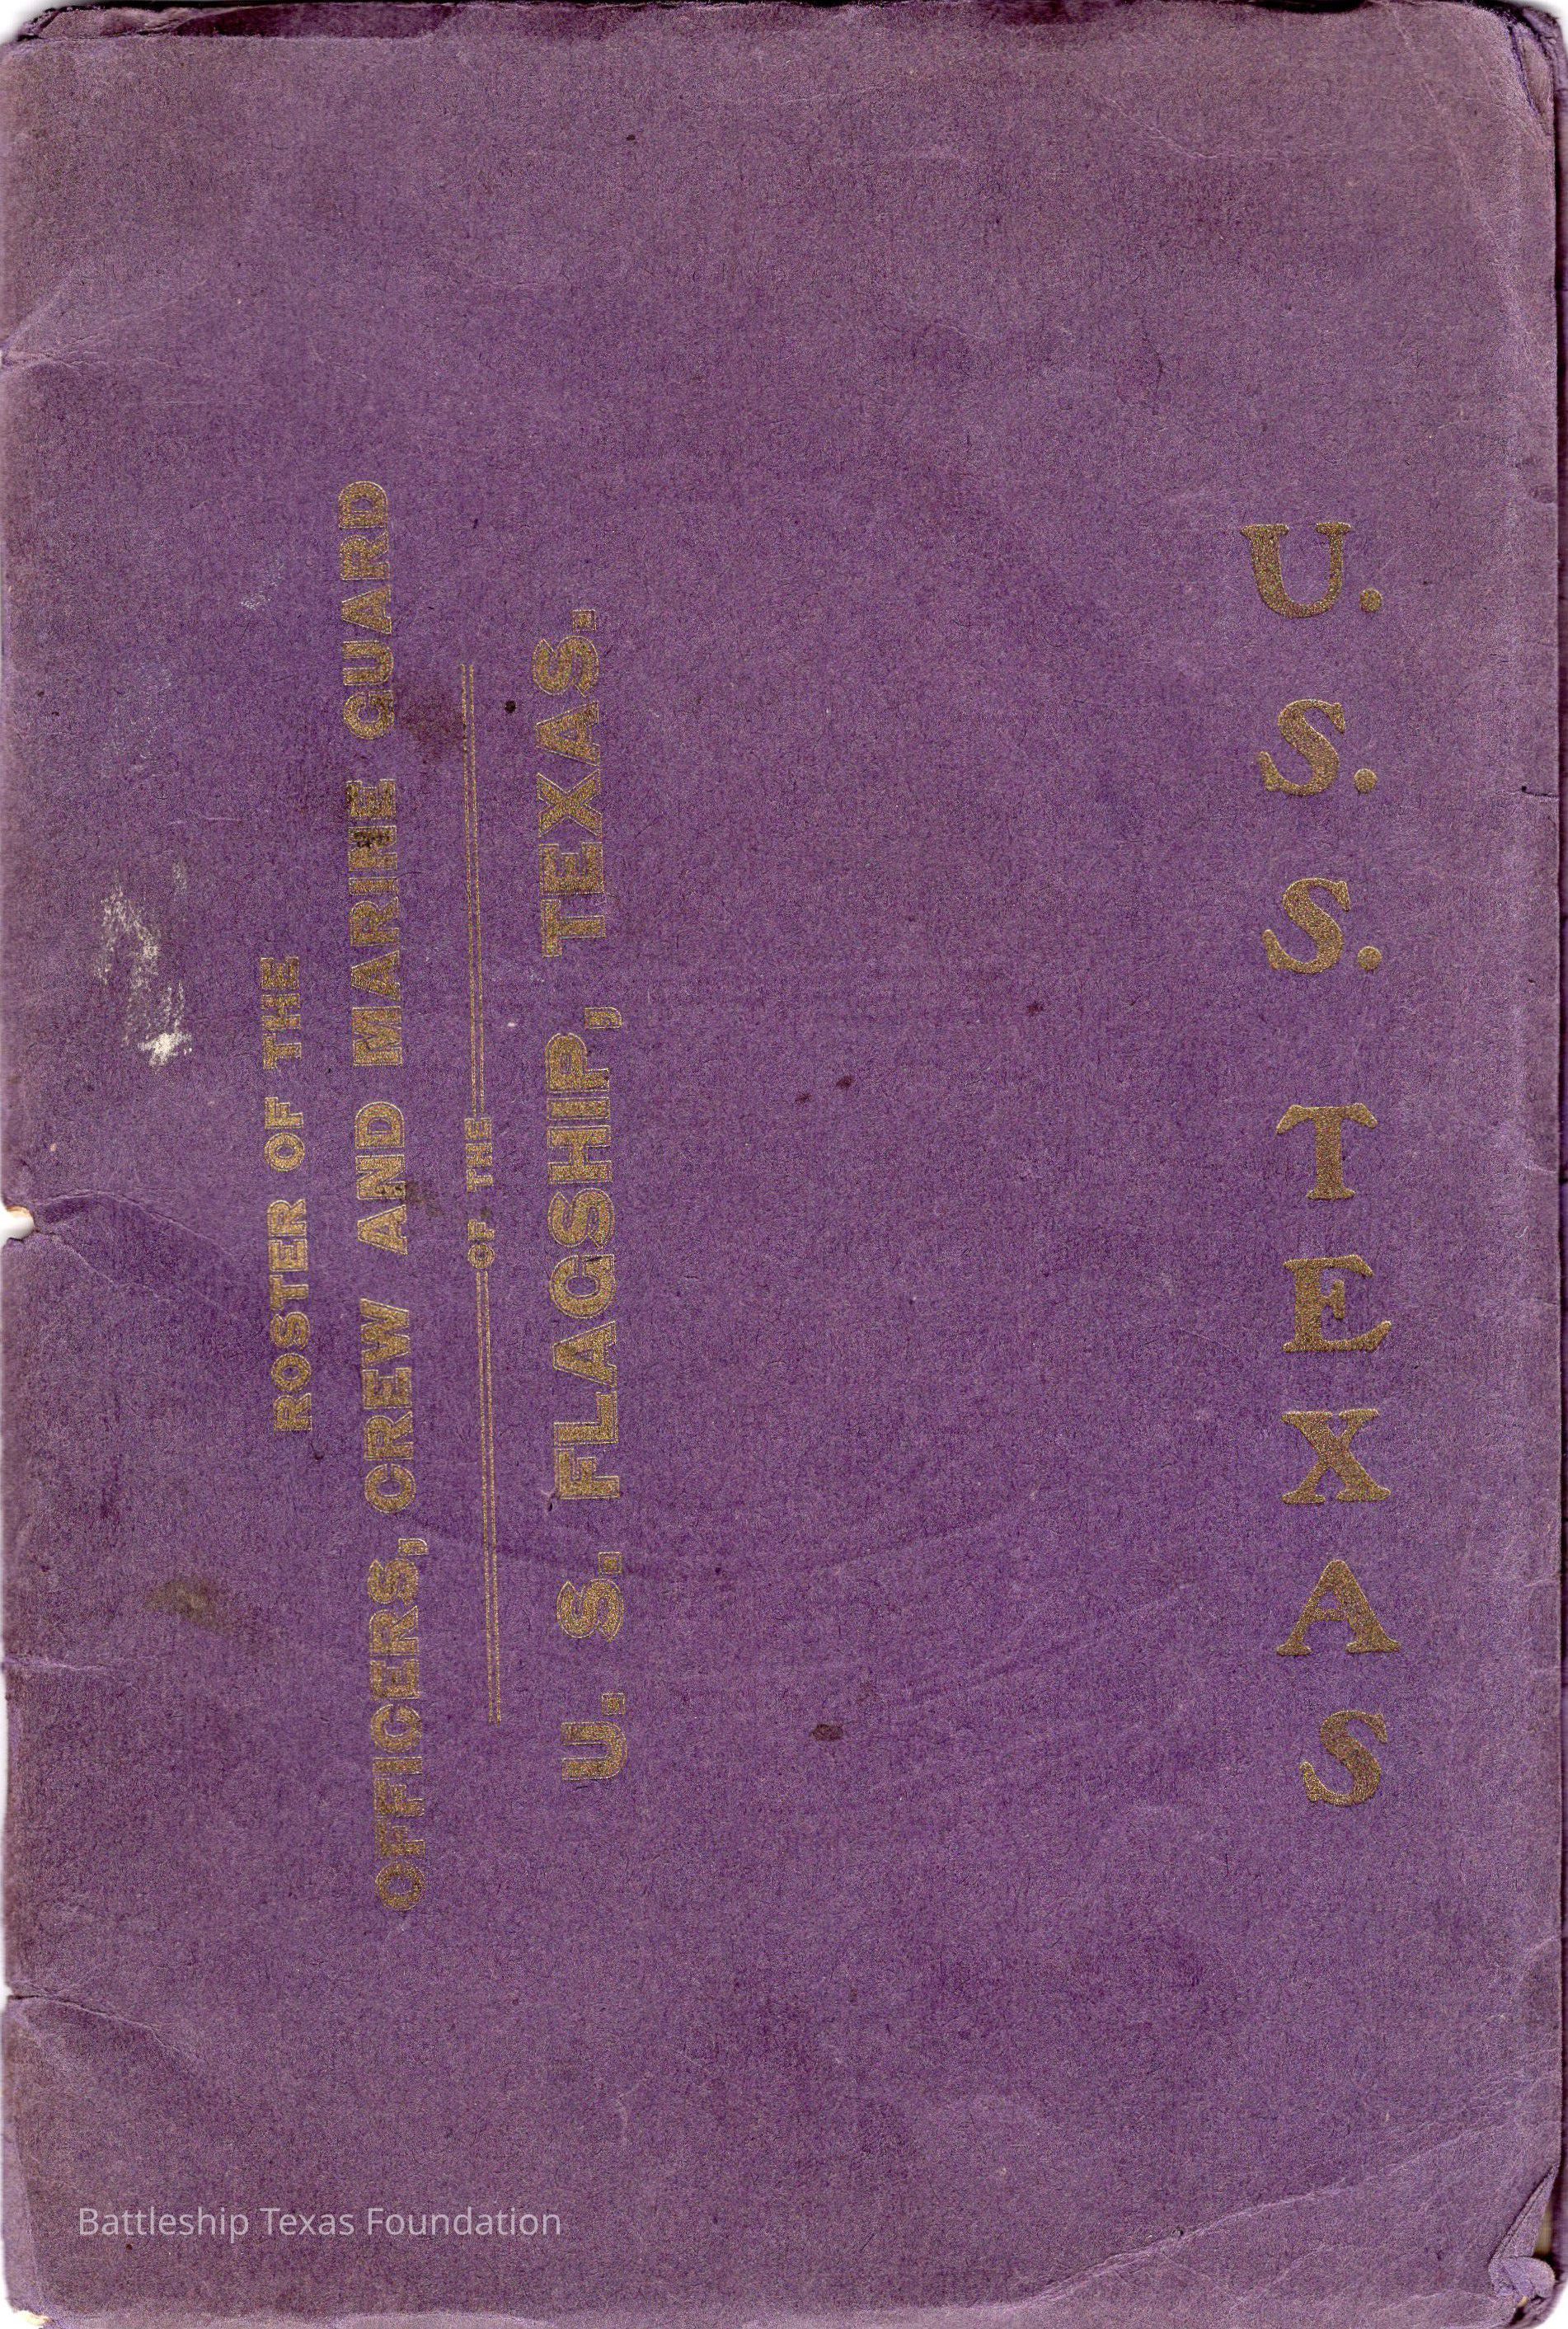 ROSTER OF THE
OFFICERS, CREW AND MARINE GUARD
OF THE
U. S. FLAGSHIP, TEXAS.
U. S. S. TEXAS
Battleship Texas Foundation